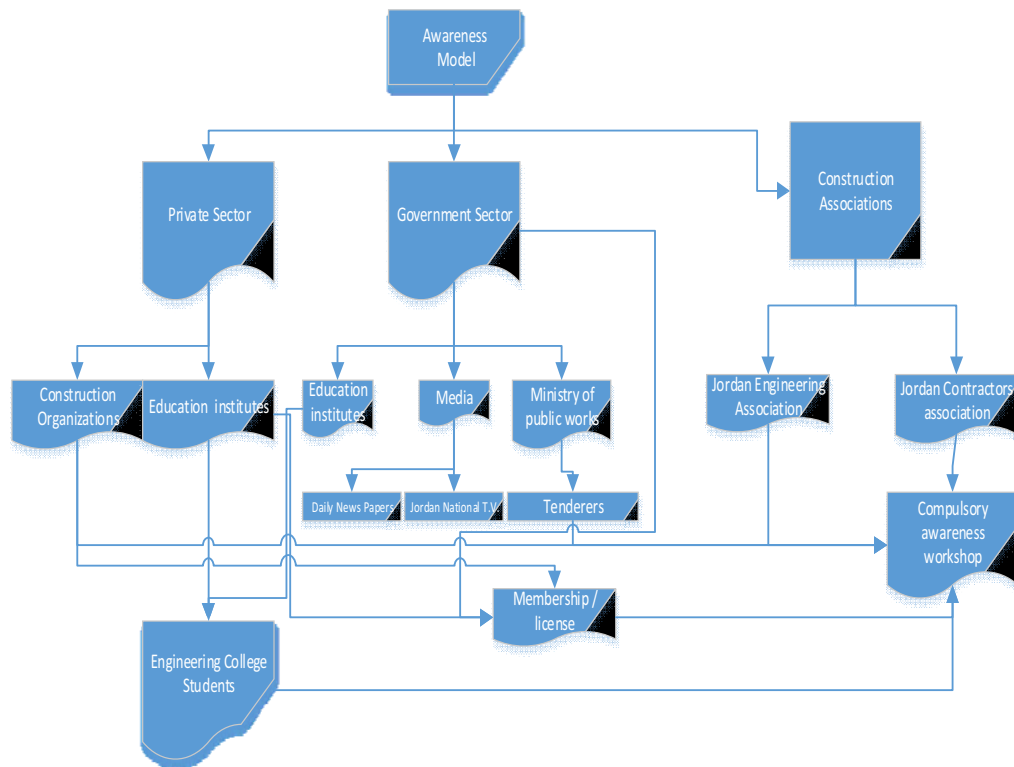 Awareness
Model
Private Sector
Government Sector
Construction
Associations
Construction
Organizations
Education institutes
Education
institutes
Media
Ministry of
public works
Jordan Engineering
Association
Jordan Contractors
association
Daily News Papers
Jordan National T.V.
Tenderers
Compulsory
awareness
workshop
Membership /
license
Engineering College
Students